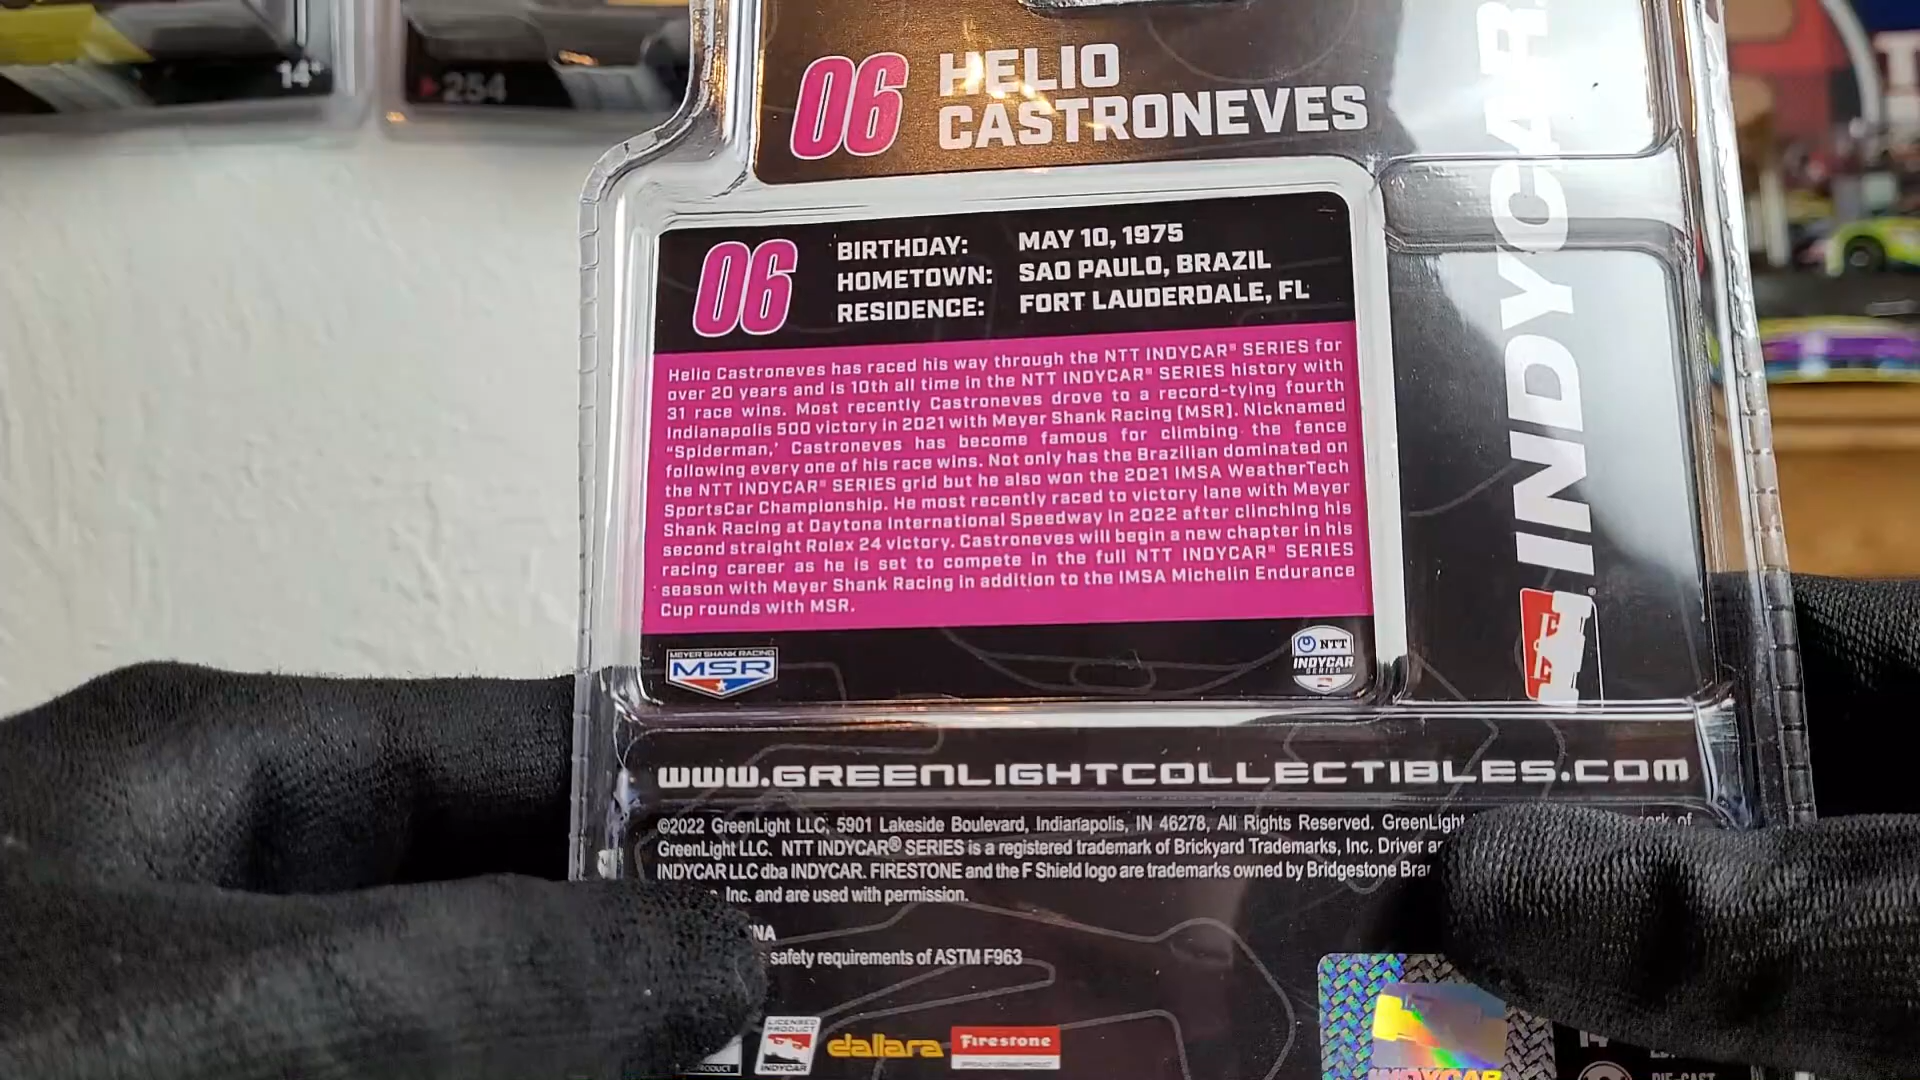 14+
254
06 HELIO
CASTRONEVES
INDYCAR.
06
BIRTHDAY: MAY 10, 1975
HOMETOWN: SAO PAULO, BRAZIL
RESIDENCE: FORT LAUDERDALE, FL
Helio Castroneves has raced his way through the NTT INDYCAR® SERIES for
over 20 years and is 10th all time in the NTT INDYCAR® SERIES history with
31 race wins. Most recently Castroneves drove to a record-tying fourth
Indianapolis 500 victory in 2021 with Meyer Shank Racing (MSR). Nicknamed
"Spiderman,' Castroneves has become famous for climbing the fence
following every one of his race wins. Not only has the Brazilian dominated on
the NTT INDYCAR® SERIES grid but he also won the 2021 IMSA WeatherTech
SportsCar Championship. He most recently raced to victory lane with Meyer
Shank Racing at Daytona International Speedway in 2022 after clinching his
second straight Rolex 24 victory. Castroneves will begin a new chapter in his
racing career as he is set to compete in the full NTT INDYCAR® SERIES
season with Meyer Shank Racing in addition to the IMSA Michelin Endurance
Cup rounds with MSR.
MEYER SHANK RACING
MSR
NTT
INDYCAR
SERIES
www.GREENLIGHTCOLLECTIBLES.COM
©2022 GreenLight LLC, 5901 Lakeside Boulevard, Indianapolis, IN 46278, All Rights Reserved. GreenLight
GreenLight LLC. NTT INDYCAR® SERIES is a registered trademark of Brickyard Trademarks, Inc. Driver
INDYCAR LLC dba INDYCAR. FIRESTONE and the F Shield logo are trademarks owned by Bridgestone
Inc. and are used with permission.
safety requirements of ASTM F963
LICENSED
PRODUCT
INDYCAR
dallara
Firestone
INDYCAR
DIE-CAST